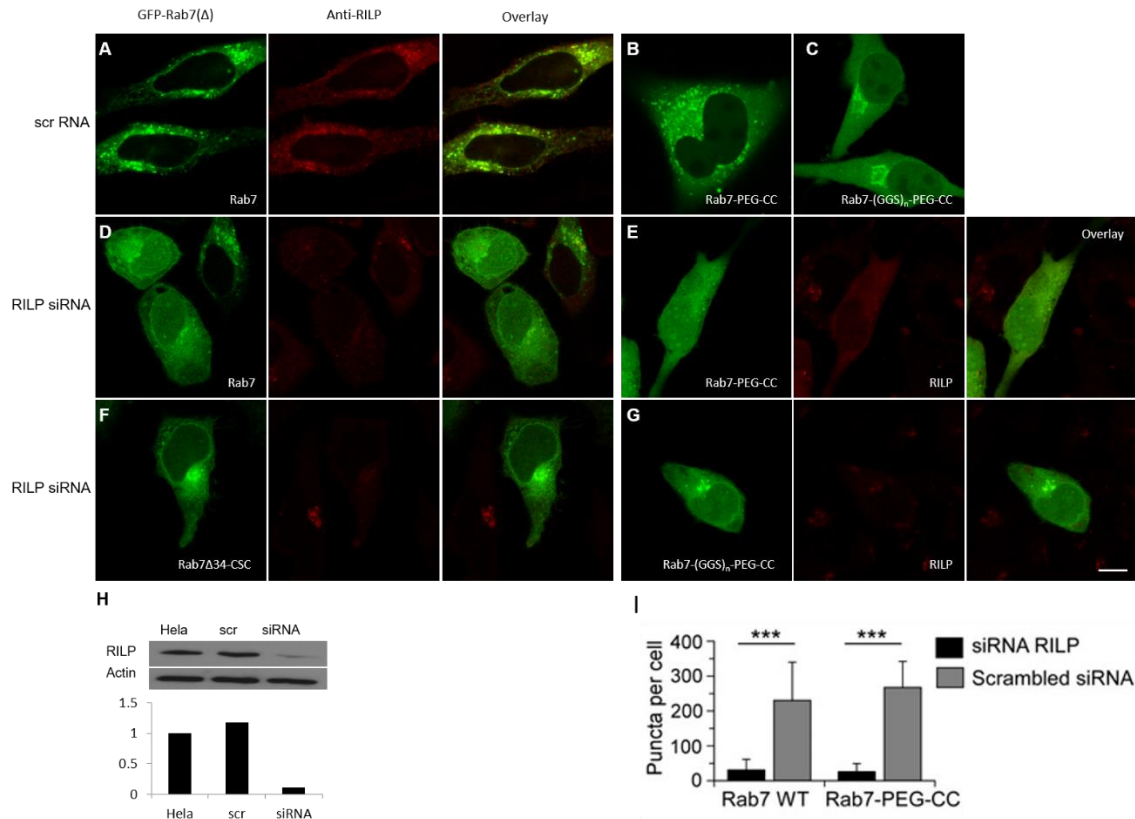 GFP-Rab7(Δ) Anti-RILP Overlay
scr RNA
A
Rab7
B
Rab7-PEG-CC
C
Rab7-(GGS)n-PEG-CC
RILP siRNA
D
Rab7
E
Rab7-PEG-CC
RILP
Overlay
RILP siRNA
F
Rab7Δ34-CSC
G
Rab7-(GGS)n-PEG-CC
RILP
H
Hela scr siRNA
RILP
Actin
1.5
1
0.5
0
Hela scr siRNA
I
*** ***
400
300
200
100
0
Puncta per cell
Rab7 WT Rab7-PEG-CC
siRNA RILP
Scrambled siRNA